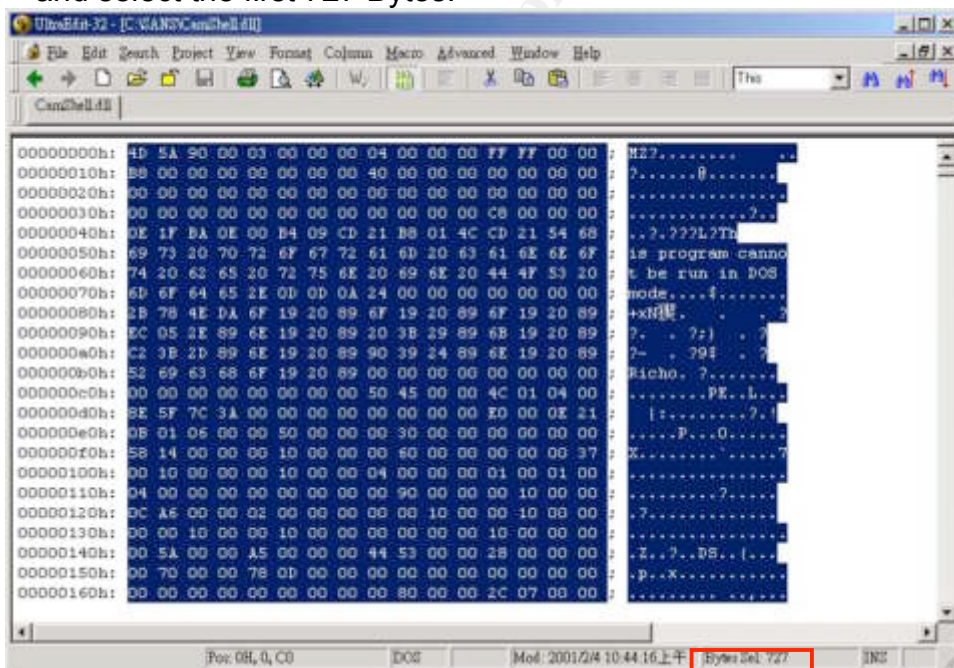 and select the first 727 Bytes.
UltraEdit-32 - [C:\SANS\CamShell.dll]
File Edit Search Project View Format Column Macro Advanced Window Help
This
CamShell.dll
00000000h: 4D 5A 90 00 03 00 00 00 04 00 00 00 FF FF 00 00 ; MZ?......... ..
00000010h: B8 00 00 00 00 00 00 00 40 00 00 00 00 00 00 00 ; ?.......@.......
00000020h: 00 00 00 00 00 00 00 00 00 00 00 00 00 00 00 00 ; ................
00000030h: 00 00 00 00 00 00 00 00 00 00 00 00 C8 00 00 00 ; ............?..
00000040h: 0E 1F BA 0E 00 B4 09 CD 21 B8 01 4C CD 21 54 68 ; ..?.???L?Th
00000050h: 69 73 20 70 72 6F 67 72 61 6D 20 63 61 6E 6E 6F ; is program canno
00000060h: 74 20 62 65 20 72 75 6E 20 69 6E 20 44 4F 53 20 ; t be run in DOS
00000070h: 6D 6F 64 65 2E 0D 0D 0A 24 00 00 00 00 00 00 00 ; mode....$.......
00000080h: 2B 78 4E DA 6F 19 20 89 6F 19 20 89 6F 19 20 89 ;
00000090h: EC 05 2E 89 6E 19 20 89 20 3B 29 89 6B 19 20 89 ; ?. . ?;) . ?
000000a0h: C2 3B 2D 89 6E 19 20 89 90 39 24 89 6E 19 20 89 ; ?- . ?9$ . ?
000000b0h: 52 69 63 68 6F 19 20 89 00 00 00 00 00 00 00 00 ; Richo. ?........
000000c0h: 00 00 00 00 00 00 00 00 50 45 00 00 4C 01 04 00 ; ........PE..L...
000000d0h: 8E 5F 7C 3A 00 00 00 00 00 00 00 00 E0 00 0E 21 ; |:........?.!
000000e0h: 0B 01 06 00 00 50 00 00 00 30 00 00 00 00 00 00 ; .....P...0......
000000f0h: 58 14 00 00 00 10 00 00 00 60 00 00 00 00 00 37 ; X........`.....7
00000100h: 00 10 00 00 00 10 00 00 04 00 00 00 01 00 01 00 ; ................
00000110h: 04 00 00 00 00 00 00 00 00 90 00 00 00 10 00 00 ; .........?......
00000120h: DC A6 00 00 02 00 00 00 00 00 10 00 00 10 00 00 ; .?..............
00000130h: 00 00 10 00 00 10 00 00 00 00 00 00 10 00 00 00 ; ................
00000140h: 00 5A 00 00 A5 00 00 00 44 53 00 00 28 00 00 00 ; .Z..?...DS..(...
00000150h: 00 70 00 00 78 0D 00 00 00 00 00 00 00 00 00 00 ; .p..x...........
00000160h: 00 00 00 00 00 00 00 00 00 80 00 00 2C 07 00 00 ;
Pos: 0H, 0, C0 DOS Mod: 2001/2/4 10:44:16上午 Bytes Sel: 727 INS